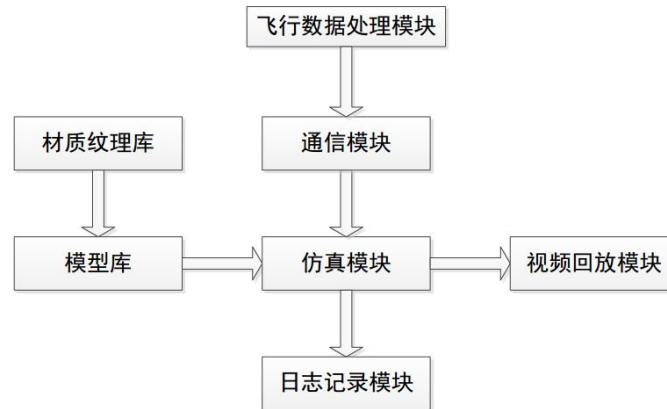 飞行数据处理模块
材质纹理库
通信模块
模型库
仿真模块
视频回放模块
日志记录模块